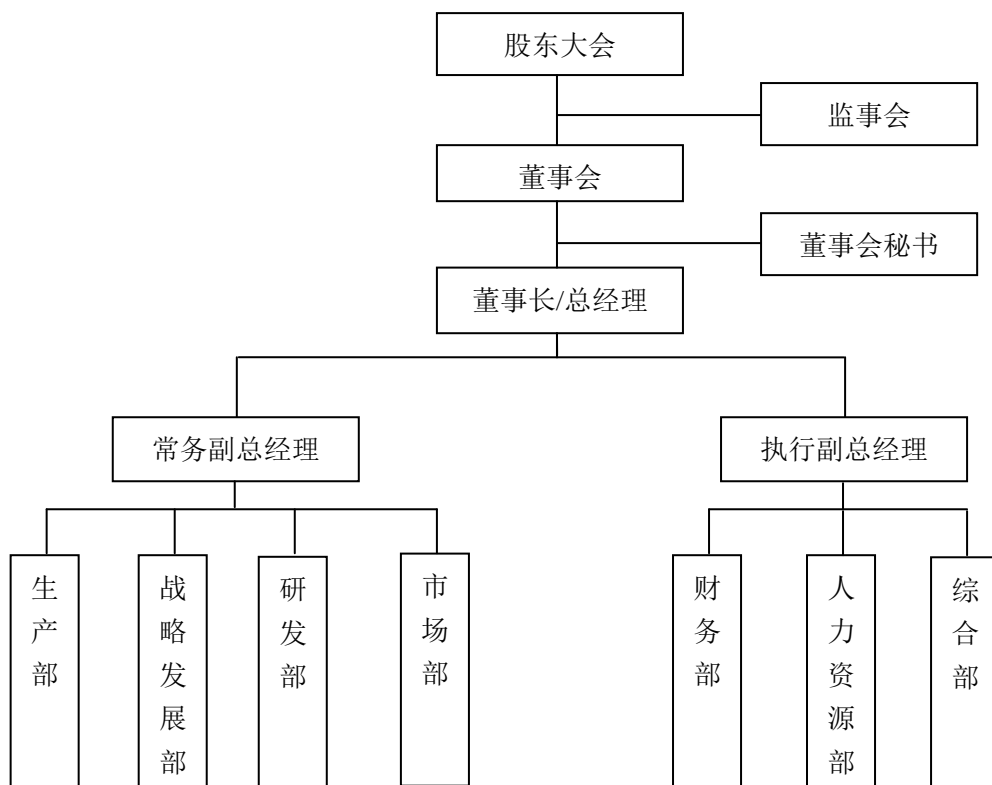 股东大会
监事会
董事会
董事会秘书
董事长/总经理
常务副总经理
执行副总经理
生产部
战略发展部
研发部
市场部
财务部
人力资源部
综合部